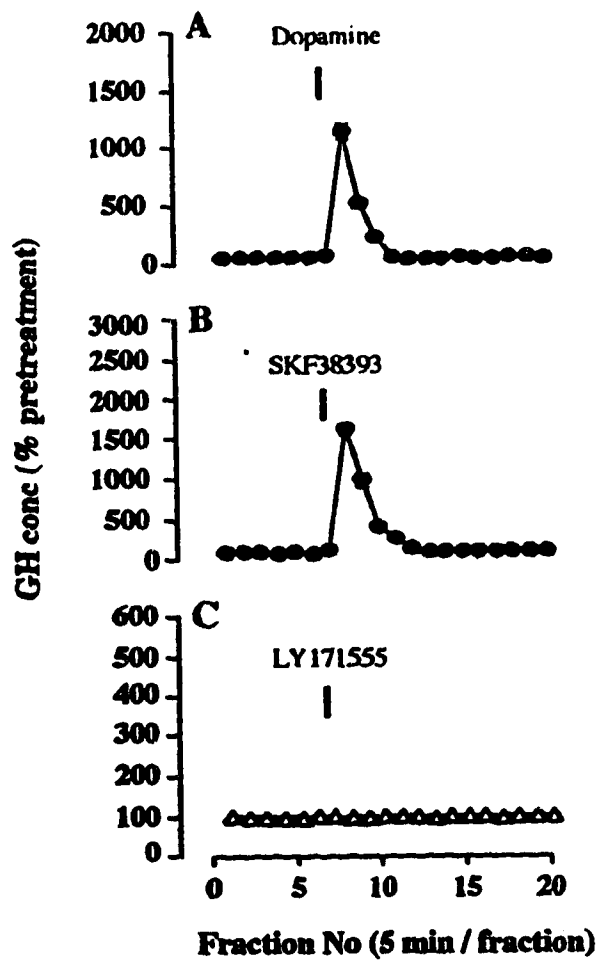 A
Dopamine
2000
1500
1000
500
0
B
SKF38393
3000
2500
2000
1500
1000
500
0
C
LY171555
600
500
400
300
200
100
0
0 5 10 15 20
GH conc (% pretreatment)
Fraction No (5 min / fraction)